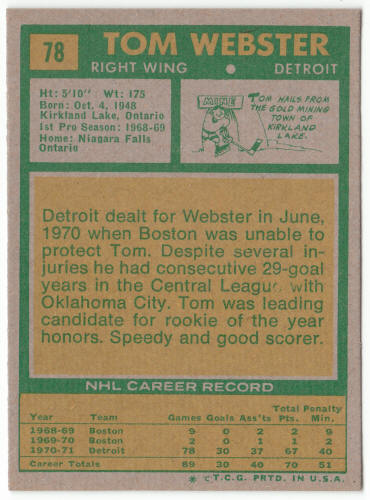 78
TOM WEBSTER
RIGHT WING • DETROIT
Ht: 5'10" Wt: 175
Born: Oct. 4, 1948
Kirkland Lake, Ontario
1st Pro Season: 1968-69
Home: Niagara Falls
Ontario
MINE
TOM HAILS FROM
THE GOLD MINING
TOWN OF
KIRKLAND
LAKE.
Detroit dealt for Webster in June,
1970 when Boston was unable to
protect Tom. Despite several in-
juries he had consecutive 29-goal
years in the Central League with
Oklahoma City. Tom was leading
candidate for rookie of the year
honors. Speedy and good scorer.
NHL CAREER RECORD
Total Penalty
Year Team Games Goals Ass'ts Pts. Min.
1968-69 Boston 9 0 2 2 9
1969-70 Boston 2 0 1 1 2
1970-71 Detroit 78 30 37 67 40
Career Totals 89 30 40 70 51
* © T.C.G. PRTD. IN U.S.A.